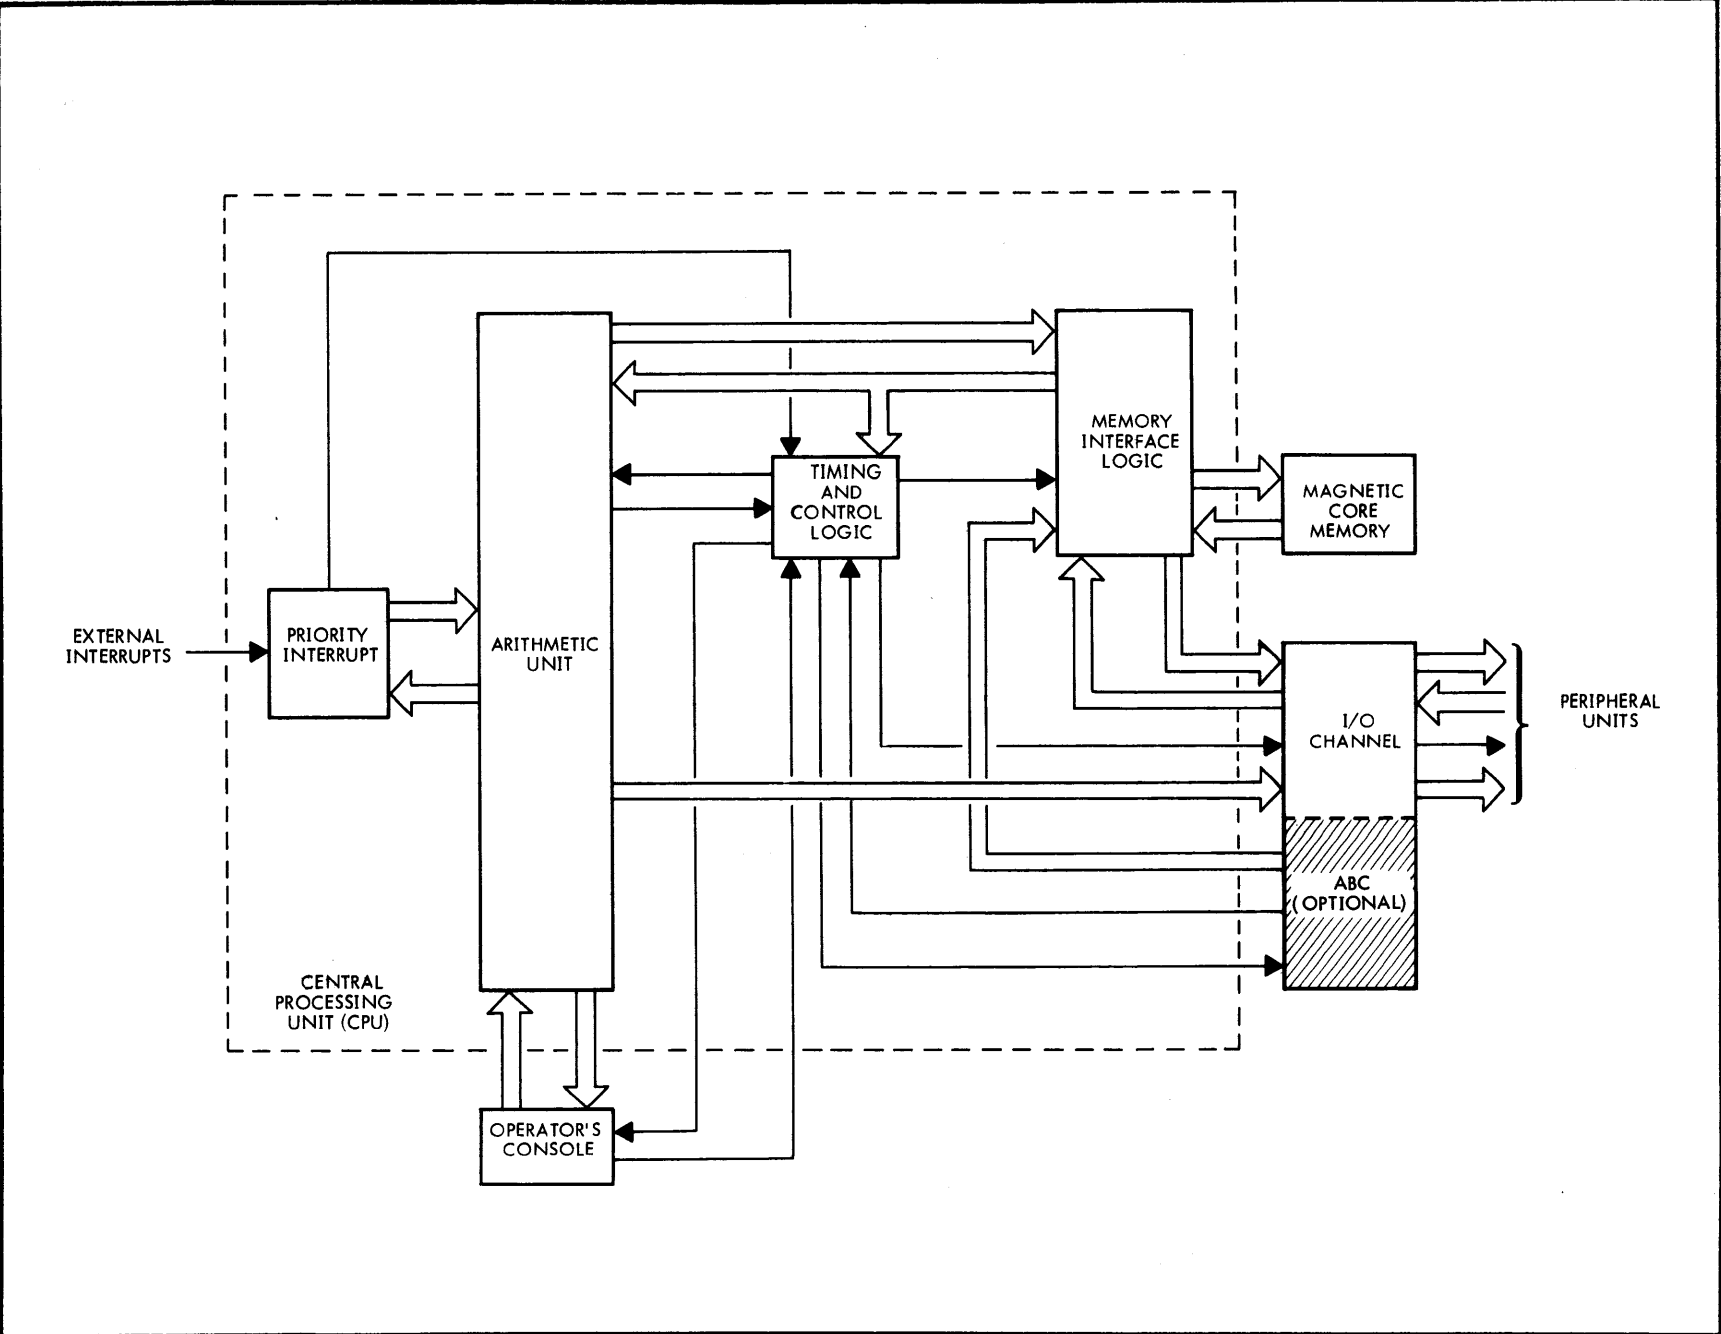 MEMORY
INTERFACE
LOGIC
TIMING
AND
CONTROL
LOGIC
MAGNETIC
CORE
MEMORY
EXTERNAL
INTERRUPTS
PRIORITY
INTERRUPT
ARITHMETIC
UNIT
I/O
CHANNEL
PERIPHERAL
UNITS
ABC
(OPTIONAL)
CENTRAL
PROCESSING
UNIT (CPU)
OPERATOR'S
CONSOLE